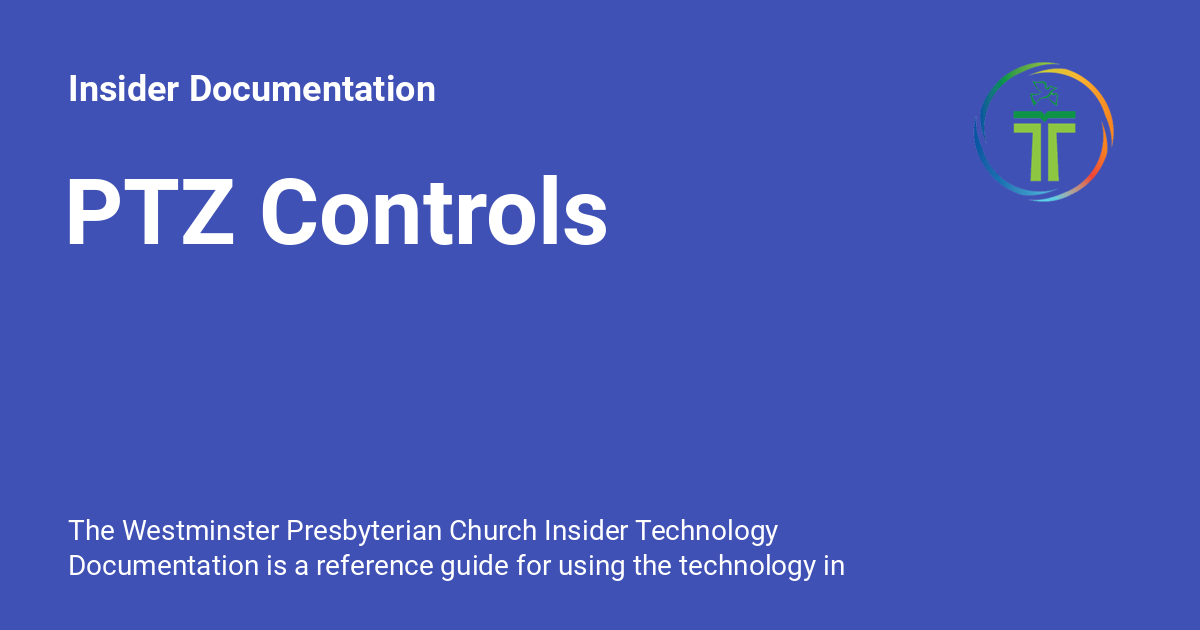 Insider Documentation
PTZ Controls
The Westminster Presbyterian Church Insider Technology
Documentation is a reference guide for using the technology in